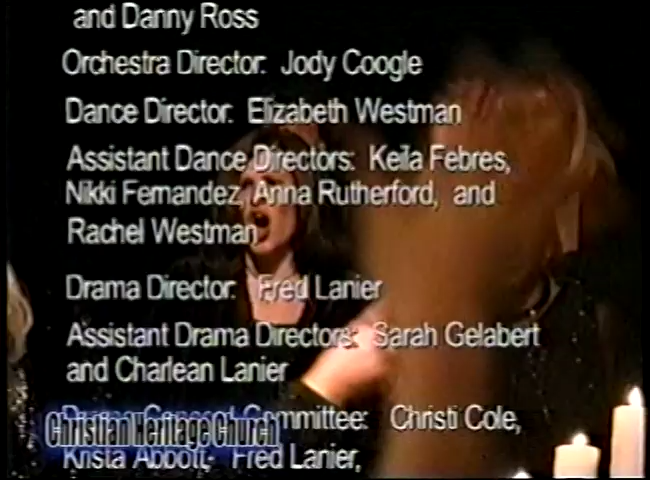 and Danny Ross
Orchestra Director: Jody Coogle
Dance Director: Elizabeth Westman
Assistant Dance Directors: Keila Febres,
Nikki Fernandez, Anna Rutherford, and
Rachel Westman
Drama Director: Fred Lanier
Assistant Drama Directors: Sarah Gelabert
and Charlean Lanier
Committee: Christi Cole,
Christian Heritage Church
Krista Abbott, Fred Lanier,